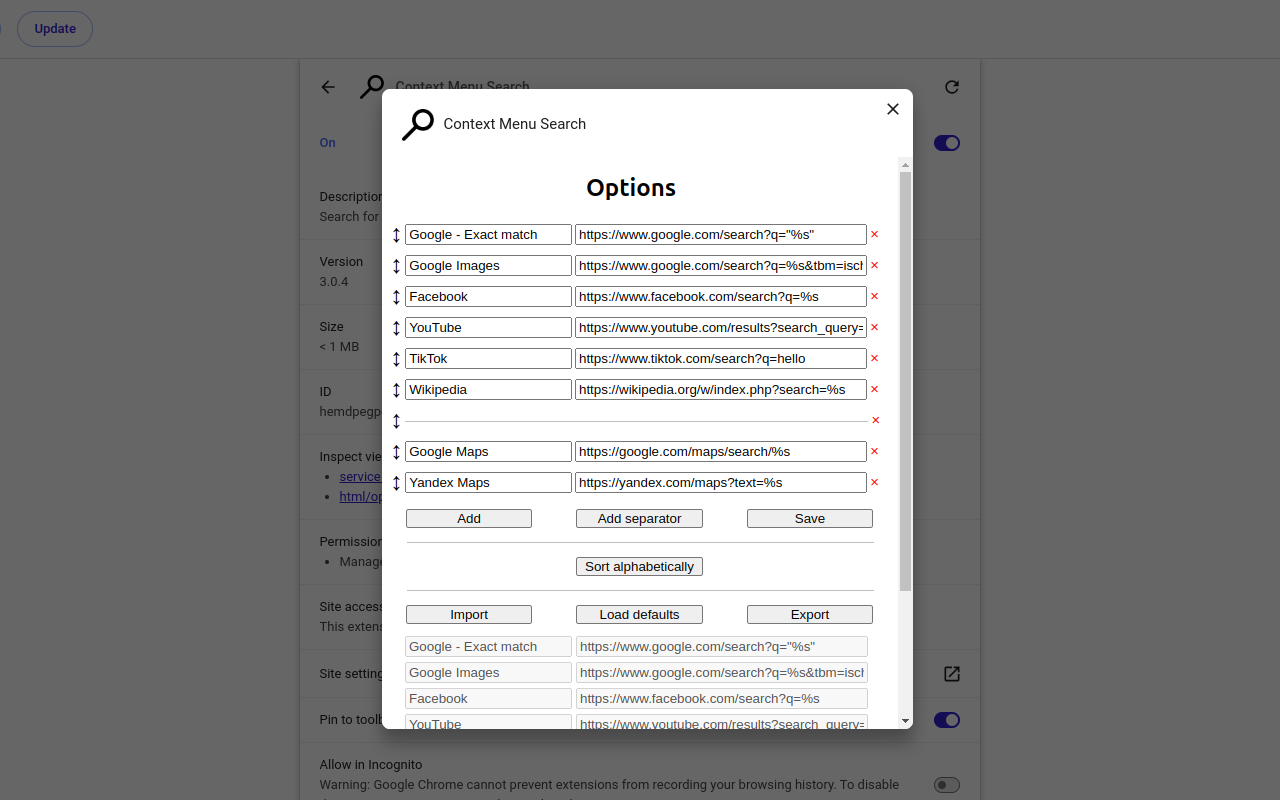 Update
Context Menu Search
On
Context Menu Search
Options
Description
Search for
Google - Exact match https://www.google.com/search?q="%s" ×
Google Images https://www.google.com/search?q=%s&tbm=isch ×
Version
3.0.4
Facebook https://www.facebook.com/search?q=%s ×
YouTube https://www.youtube.com/results?search_query= ×
Size
< 1 MB
TikTok https://www.tiktok.com/search?q=hello ×
Wikipedia https://wikipedia.org/w/index.php?search=%s ×
ID
hemdpegp
×
Google Maps https://google.com/maps/search/%s ×
Inspect vie
service
html/op
Yandex Maps https://yandex.com/maps?text=%s ×
Add Add separator Save
Permission
Manage
Sort alphabetically
Site access
This extens
Import Load defaults Export
Google - Exact match https://www.google.com/search?q="%s"
Site setting
Google Images https://www.google.com/search?q=%s&tbm=isch
Facebook https://www.facebook.com/search?q=%s
Pin to toolb
YouTube https://www.youtube.com/results?search_query=
Allow in Incognito
Warning: Google Chrome cannot prevent extensions from recording your browsing history. To disable